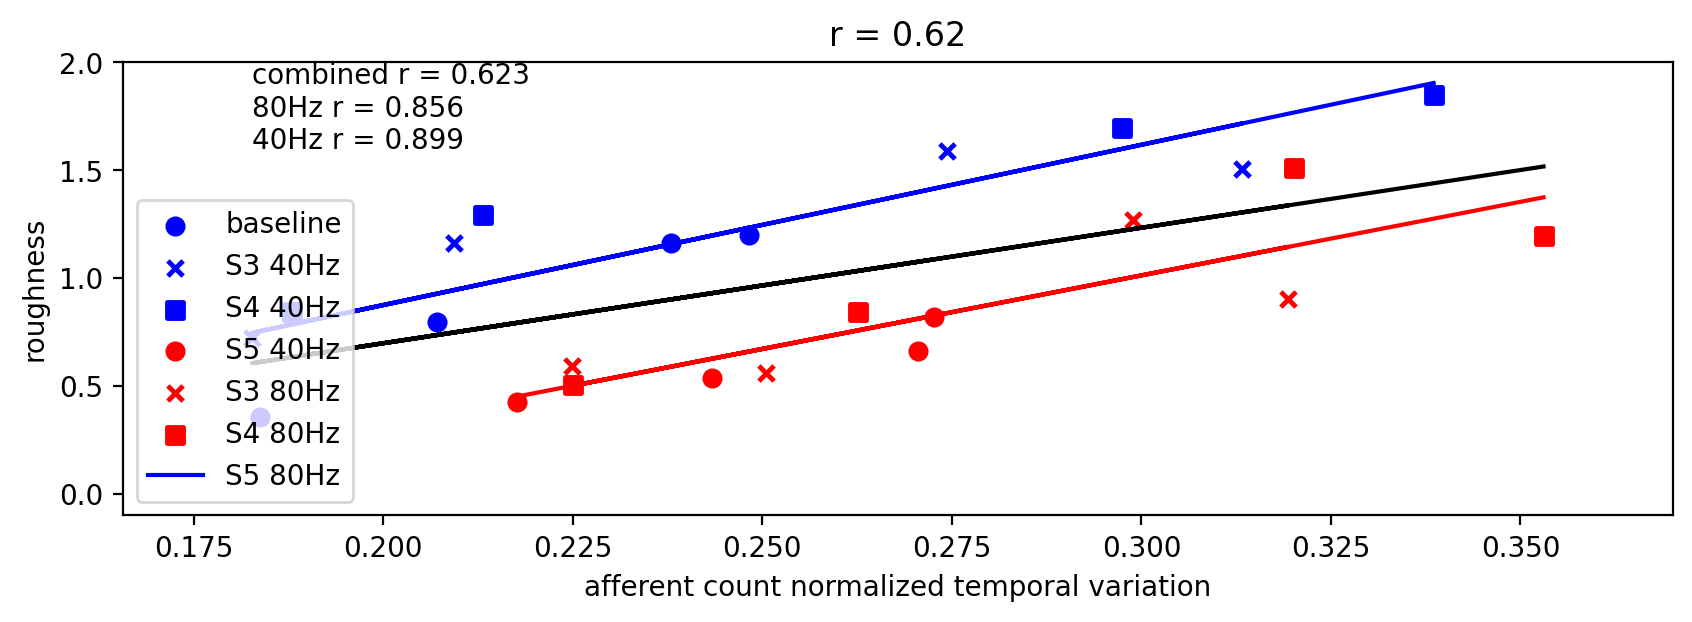 r = 0.62
combined r = 0.623
80Hz r = 0.856
40Hz r = 0.899
2.0
1.5
1.0
0.5
0.0
roughness
baseline
S3 40Hz
S4 40Hz
S5 40Hz
S3 80Hz
S4 80Hz
S5 80Hz
0.175 0.200 0.225 0.250 0.275 0.300 0.325 0.350
afferent count normalized temporal variation